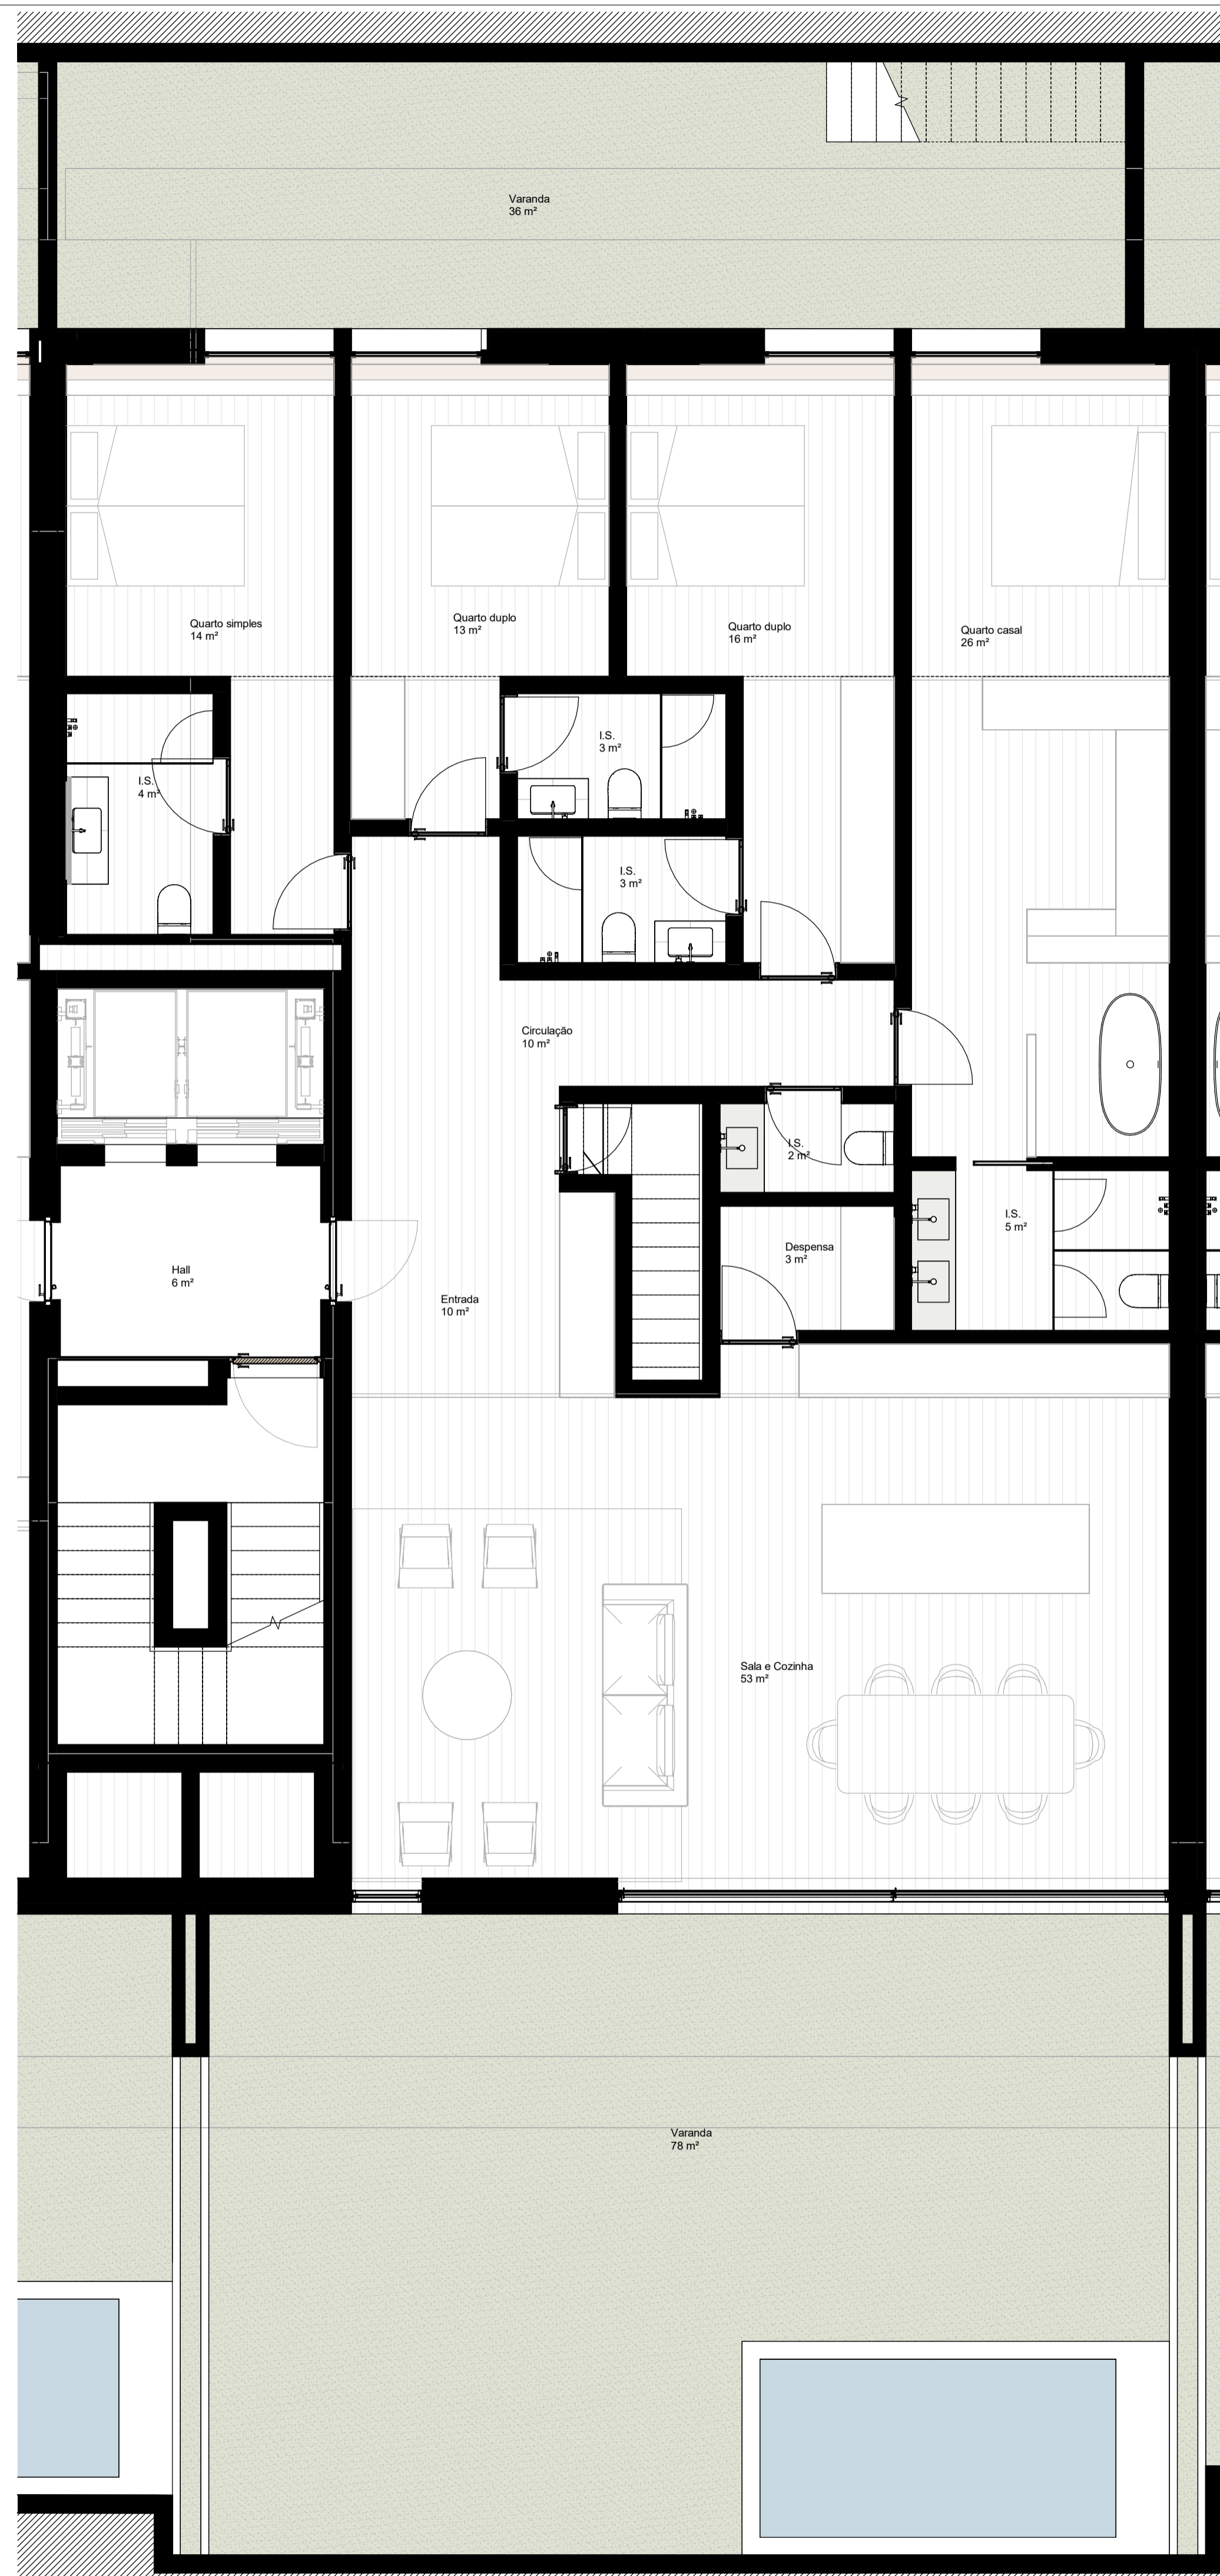 Varanda
36 m²
Quarto simples
14 m²
Quarto duplo
13 m²
Quarto duplo
16 m²
Quarto casal
26 m²
I.S.
3 m²
I.S.
4 m²
I.S.
3 m²
Circulação
10 m²
I.S.
2 m²
I.S.
5 m²
Despensa
3 m²
Hall
6 m²
Entrada
10 m²
Sala e Cozinha
53 m²
Varanda
78 m²